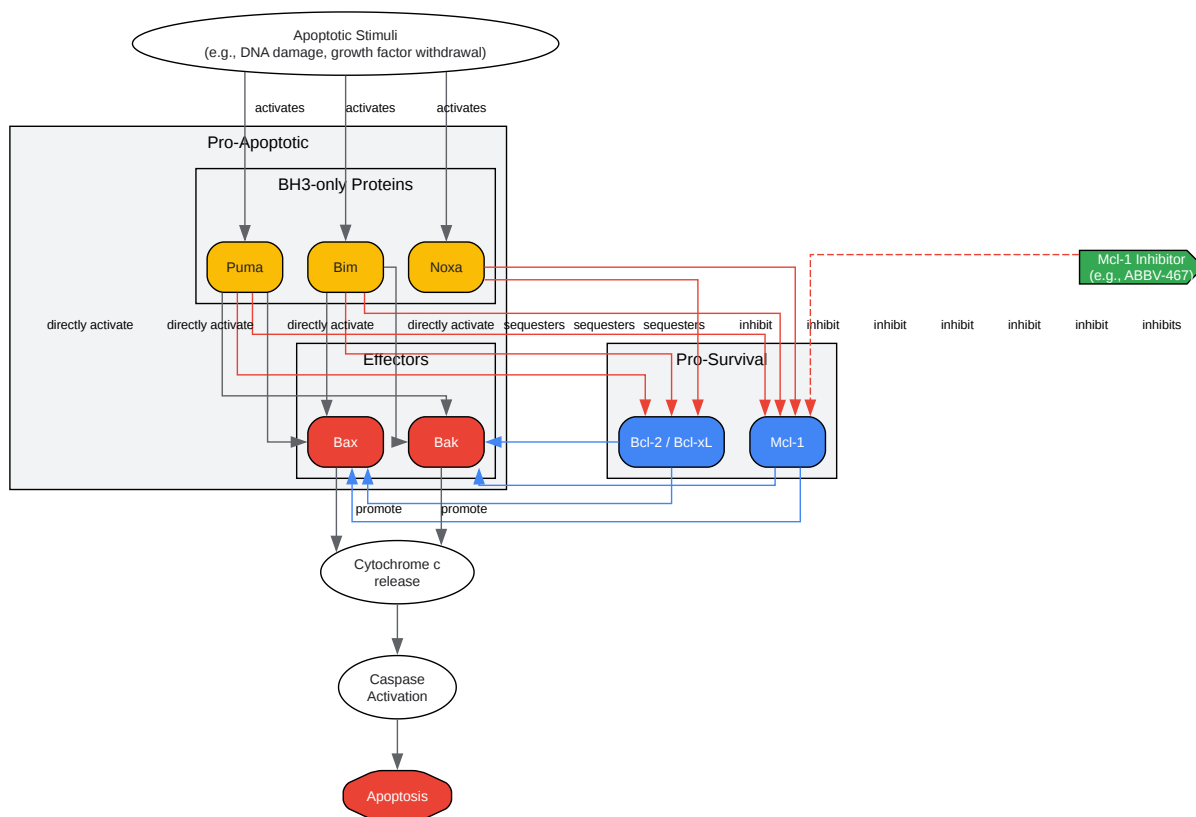 Apoptotic Stimuli
(e.g., DNA damage, growth factor withdrawal)
activates
activates
activates
Pro-Apoptotic
BH3-only Proteins
Puma
Bim
Noxa
Mcl-1 Inhibitor
(e.g., ABBV-467)
directly activate
directly activate
directly activate
directly activate
sequesters
sequesters
sequesters
inhibit
inhibit
inhibit
inhibit
inhibit
inhibit
inhibits
Effectors
Pro-Survival
Bax
Bak
Bcl-2 / Bcl-xL
Mcl-1
promote
promote
Cytochrome c
release
Caspase
Activation
Apoptosis